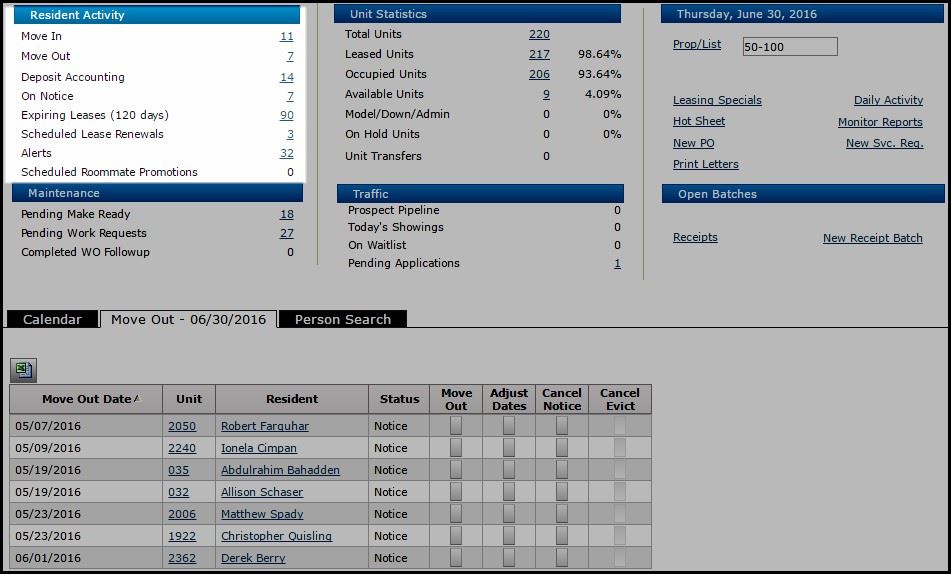 Resident Activity
Move In 11
Move Out 7
Deposit Accounting 14
On Notice 7
Expiring Leases (120 days) 90
Scheduled Lease Renewals 3
Alerts 32
Scheduled Roommate Promotions 0
Maintenance
Pending Make Ready 18
Pending Work Requests 27
Completed WO Followup 0
Unit Statistics
Total Units 220
Leased Units 217 98.64%
Occupied Units 206 93.64%
Available Units 9 4.09%
Model/Down/Admin 0 0%
On Hold Units 0 0%
Unit Transfers 0
Traffic
Prospect Pipeline 0
Today's Showings 0
On Waitlist 0
Pending Applications 1
Thursday, June 30, 2016
Prop/List 50-100
Leasing Specials Daily Activity
Hot Sheet Monitor Reports
New PO New Svc. Req.
Print Letters
Open Batches
Receipts New Receipt Batch
Calendar Move Out - 06/30/2016 Person Search
Move Out Date Unit Resident Status Move Out Adjust Dates Cancel Notice Cancel Evict
05/07/2016 2050 Robert Farquhar Notice
05/09/2016 2240 Ionela Cimpan Notice
05/19/2016 035 Abdulrahim Bahadden Notice
05/19/2016 032 Allison Schaser Notice
05/23/2016 2006 Matthew Spady Notice
05/23/2016 1922 Christopher Quisling Notice
06/01/2016 2362 Derek Berry Notice